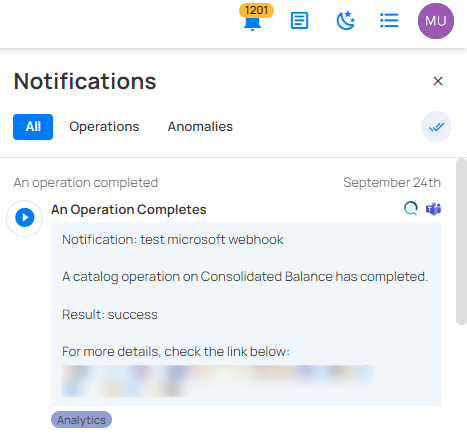 1201
MU
Notifications
All Operations Anomalies
An operation completed September 24th
An Operation Completes
Notification: test microsoft webhook
A catalog operation on Consolidated Balance has completed.
Result: success
For more details, check the link below:
Analytics